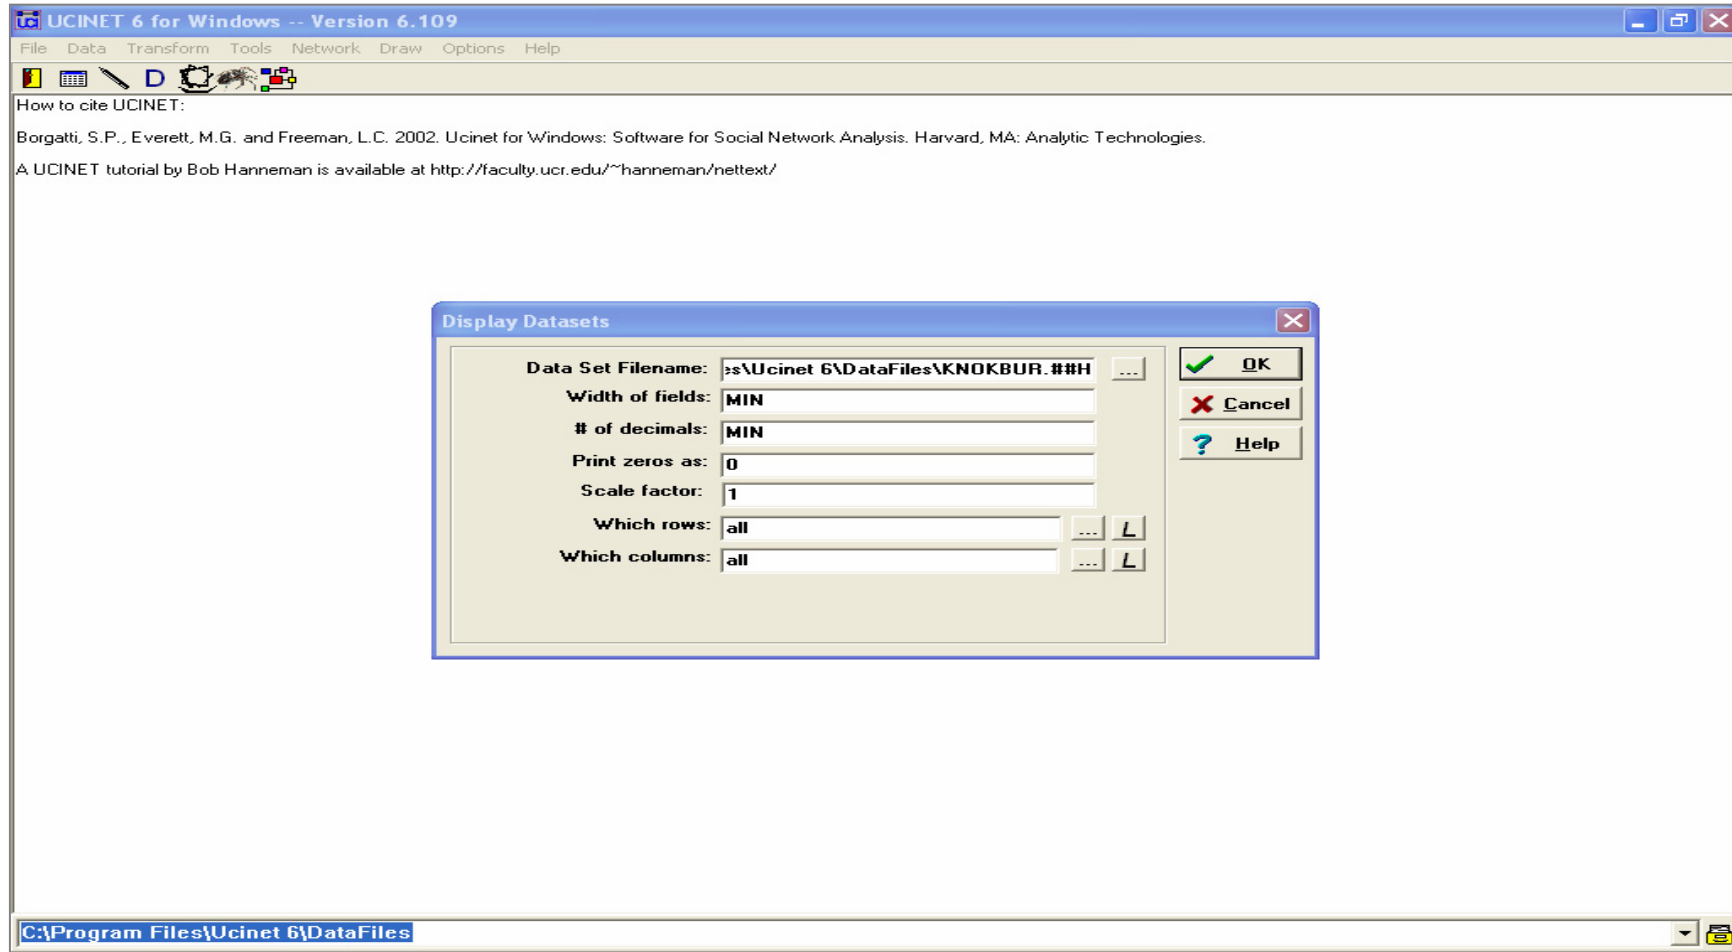 UCINET 6 for Windows -- Version 6.109
File Data Transform Tools Network Draw Options Help
D
How to cite UCINET:
Borgatti, S.P., Everett, M.G. and Freeman, L.C. 2002. Ucinet for Windows: Software for Social Network Analysis. Harvard, MA: Analytic Technologies.
A UCINET tutorial by Bob Hanneman is available at http://faculty.ucr.edu/~hanneman/nettext/
Display Datasets
Data Set Filename: es\Ucinet 6\DataFiles\KNOKBUR.##H ... OK
Width of fields: MIN Cancel
# of decimals: MIN
? Help
Print zeros as: 0
Scale factor: 1
Which rows: all ... L
Which columns: all ... L
C:\Program Files\Ucinet 6\DataFiles